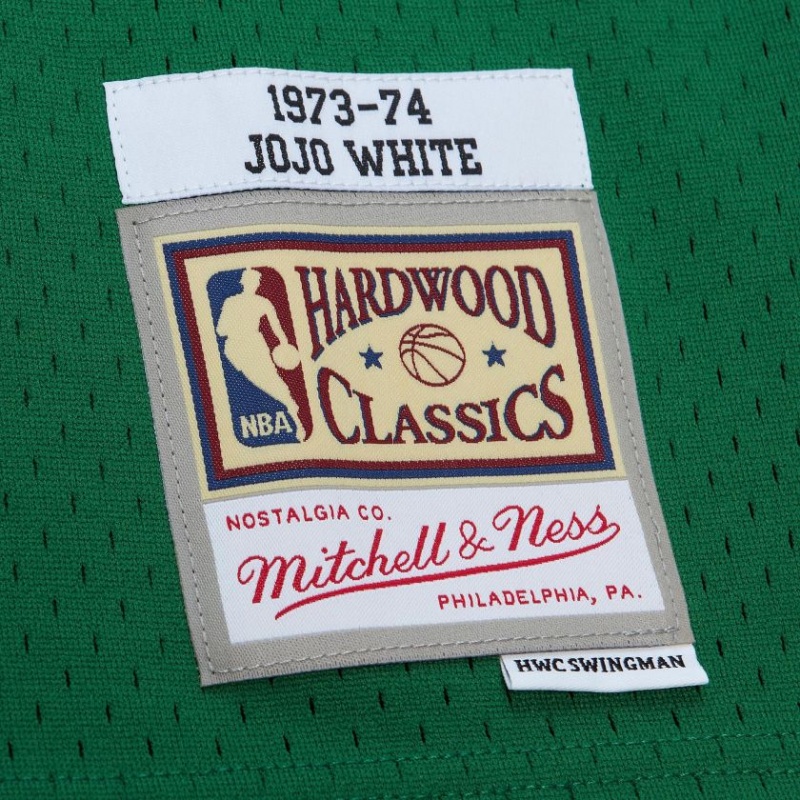 1973-74
JOJO WHITE
HARDWOOD
CLASSICS
NBA
NOSTALGIA CO.
Mitchell & Ness
PHILADELPHIA, PA.
HWC SWINGMAN